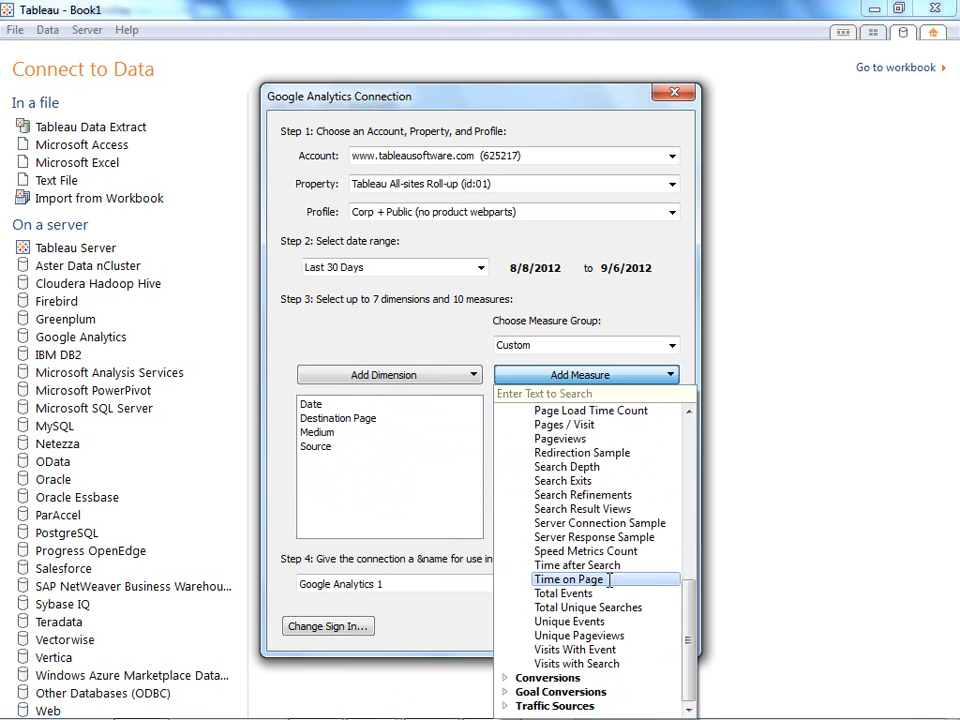 Tableau - Book1
File Data Server Help
Connect to Data
Go to workbook
In a file
Tableau Data Extract
Microsoft Access
Microsoft Excel
Text File
Import from Workbook
On a server
Tableau Server
Aster Data nCluster
Cloudera Hadoop Hive
Firebird
Greenplum
Google Analytics
IBM DB2
Microsoft Analysis Services
Microsoft PowerPivot
Microsoft SQL Server
MySQL
Netezza
OData
Oracle
Oracle Essbase
ParAccel
PostgreSQL
Progress OpenEdge
Salesforce
SAP NetWeaver Business Warehou...
Sybase IQ
Teradata
Vectorwise
Vertica
Windows Azure Marketplace Data...
Other Databases (ODBC)
Web
Google Analytics Connection
Step 1: Choose an Account, Property, and Profile:
Account: www.tableausoftware.com (625217)
Property: Tableau All-sites Roll-up (id:01)
Profile: Corp + Public (no product webparts)
Step 2: Select date range:
Last 30 Days 8/8/2012 to 9/6/2012
Step 3: Select up to 7 dimensions and 10 measures:
Choose Measure Group:
Custom
Add Dimension
Add Measure
Date
Destination Page
Medium
Source
Enter Text to Search
Page Load Time Count
Pages / Visit
Pageviews
Redirection Sample
Search Depth
Search Exits
Search Refinements
Search Result Views
Server Connection Sample
Server Response Sample
Speed Metrics Count
Time after Search
Time on Page
Total Events
Total Unique Searches
Unique Events
Unique Pageviews
Visits With Event
Visits with Search
Conversions
Goal Conversions
Traffic Sources
Step 4: Give the connection a &name for use in
Google Analytics 1
Change Sign In...